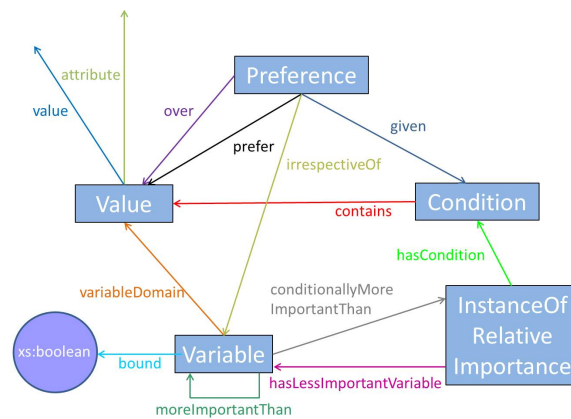 attribute
Preference
value
over
given
prefer
irrespectiveOf
Value
Condition
contains
hasCondition
variableDomain
conditionallyMore
ImportantThan
InstanceOf
Relative
Importance
xs:boolean
bound
Variable
hasLessImportantVariable
moreImportantThan